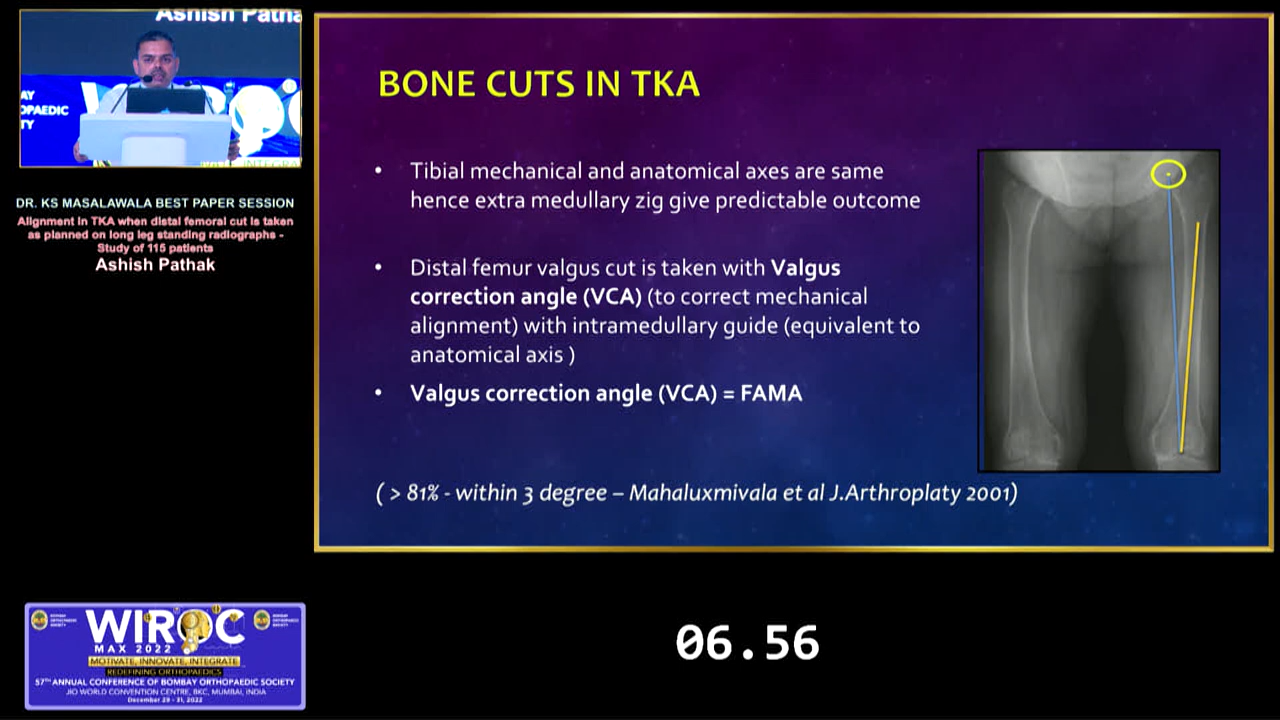 Ashish Patha
AY
OPAEDIC
TY
DR. KS MASALAWALA BEST PAPER SESSION
Alignment in TKA when distal femoral cut is taken
as planned on long leg standing radiographs -
Study of 115 patients
Ashish Pathak
BONE CUTS IN TKA
• Tibial mechanical and anatomical axes are same
hence extra medullary zig give predictable outcome
• Distal femur valgus cut is taken with Valgus
correction angle (VCA) (to correct mechanical
alignment) with intramedullary guide (equivalent to
anatomical axis )
• Valgus correction angle (VCA) = FAMA
( > 81% - within 3 degree – Mahaluxmivala et al J.Arthroplaty 2001)
WIROC
MAX 2022
MOTIVATE, INNOVATE, INTEGRATE
REDEFINING ORTHOPAEDICS
57TH ANNUAL CONFERENCE OF BOMBAY ORTHOPAEDIC SOCIETY
JIO WORLD CONVENTION CENTRE, BKC, MUMBAI, INDIA
December 29 - 31, 2022
06.56